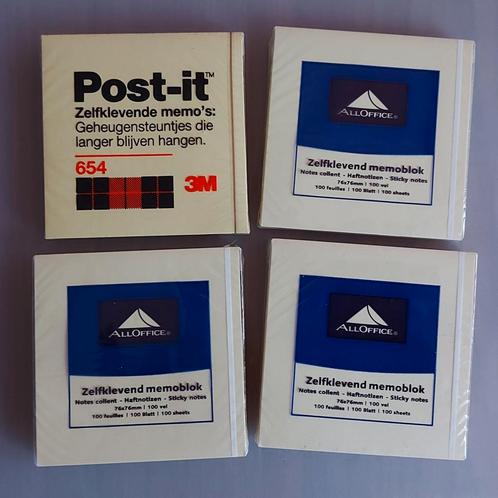 Post-it™
Zelfklevende memo's:
Geheugensteuntjes die
langer blijven hangen.
654
3M
ALLOFFICE®
Zelfklevend memoblok
Notes collent - Haftnotizen - Sticky notes
76x76mm | 100 vel
100 feuilles | 100 Blatt | 100 sheets
ALLOFFICE®
Zelfklevend memoblok
Notes collent - Haftnotizen - Sticky notes
76x76mm | 100 vel
100 feuilles | 100 Blatt | 100 sheets
ALLOFFICE®
Zelfklevend memoblok
Notes collent - Haftnotizen - Sticky notes
76x76mm | 100 vel
100 feuilles | 100 Blatt | 100 sheets